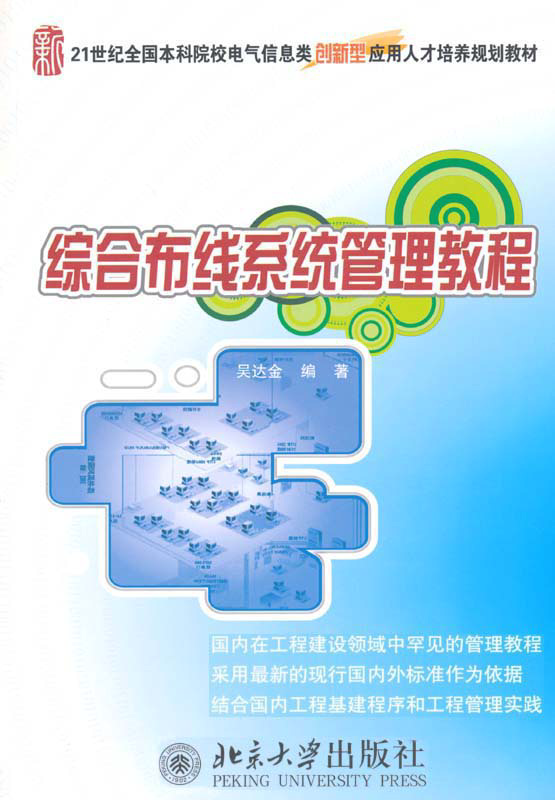 新
21世纪全国本科院校电气信息类创新型应用人才培养规划教材
综合布线系统管理教程
吴达金 编 著
国内在工程建设领域中罕见的管理教程
采用最新的现行国内外标准作为依据
结合国内工程基建程序和工程管理实践
北京大学出版社
PEKING UNIVERSITY PRESS